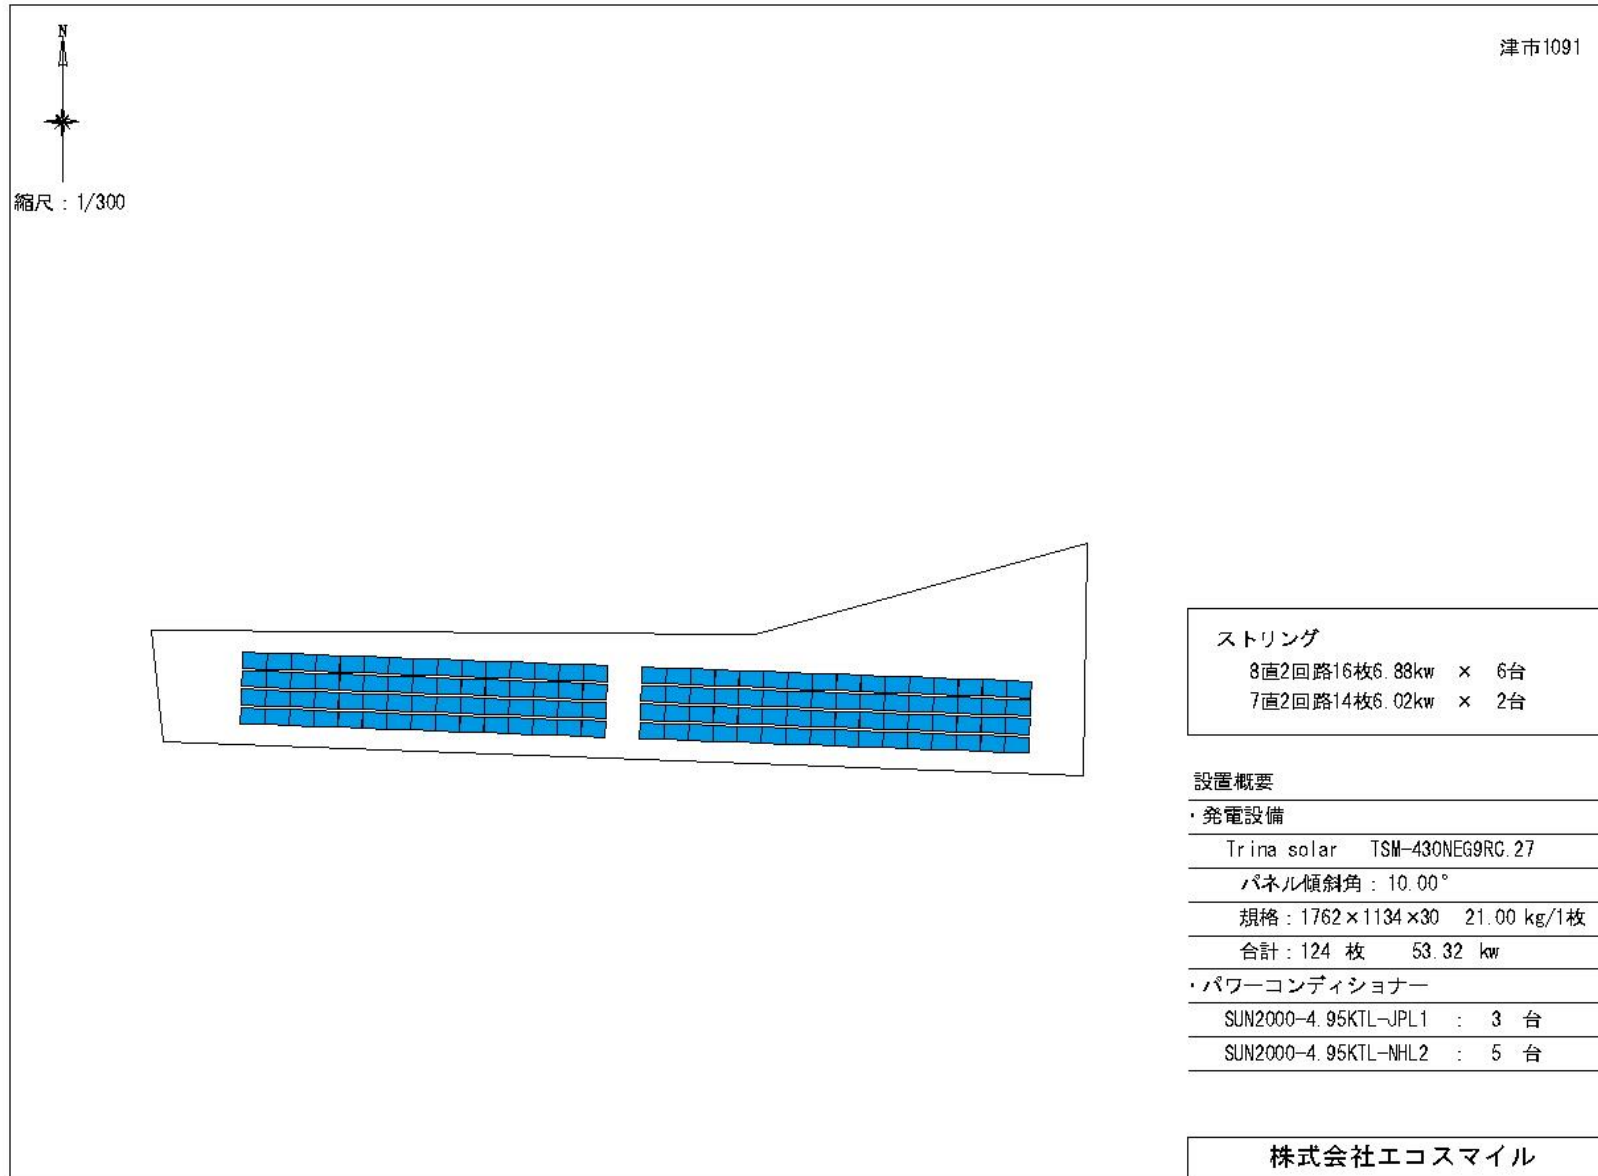 N
津市1091
縮尺：1/300
ストリング
8直2回路16枚6.88kw × 6台
7直2回路14枚6.02kw × 2台
設置概要
・発電設備
Trina solar TSM-430NEG9RC.27
パネル傾斜角：10.00°
規格：1762×1134×30 21.00 kg/1枚
合計：124 枚 53.32 kw
・パワーコンディショナー
SUN2000-4.95KTL-JPL1 ： 3 台
SUN2000-4.95KTL-NHL2 ： 5 台
株式会社エコスマイル